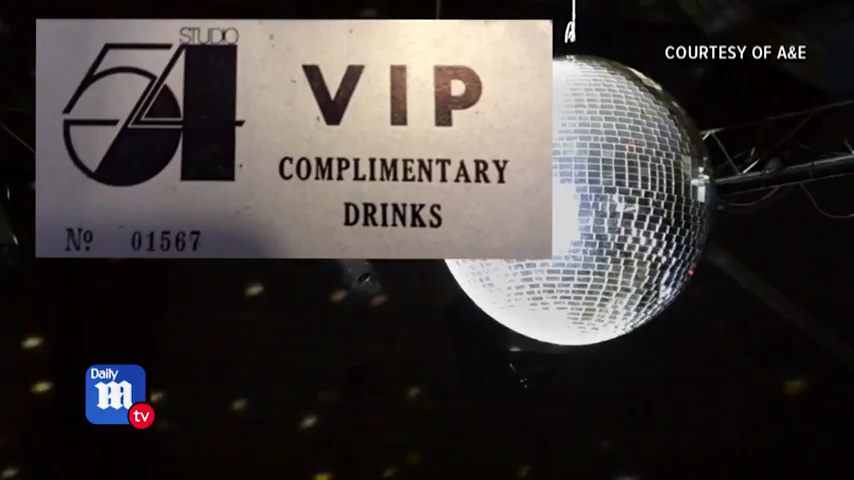 STUDIO
54
VIP
COMPLIMENTARY
DRINKS
Nº 01567
COURTESY OF A&E
Daily
M
tv